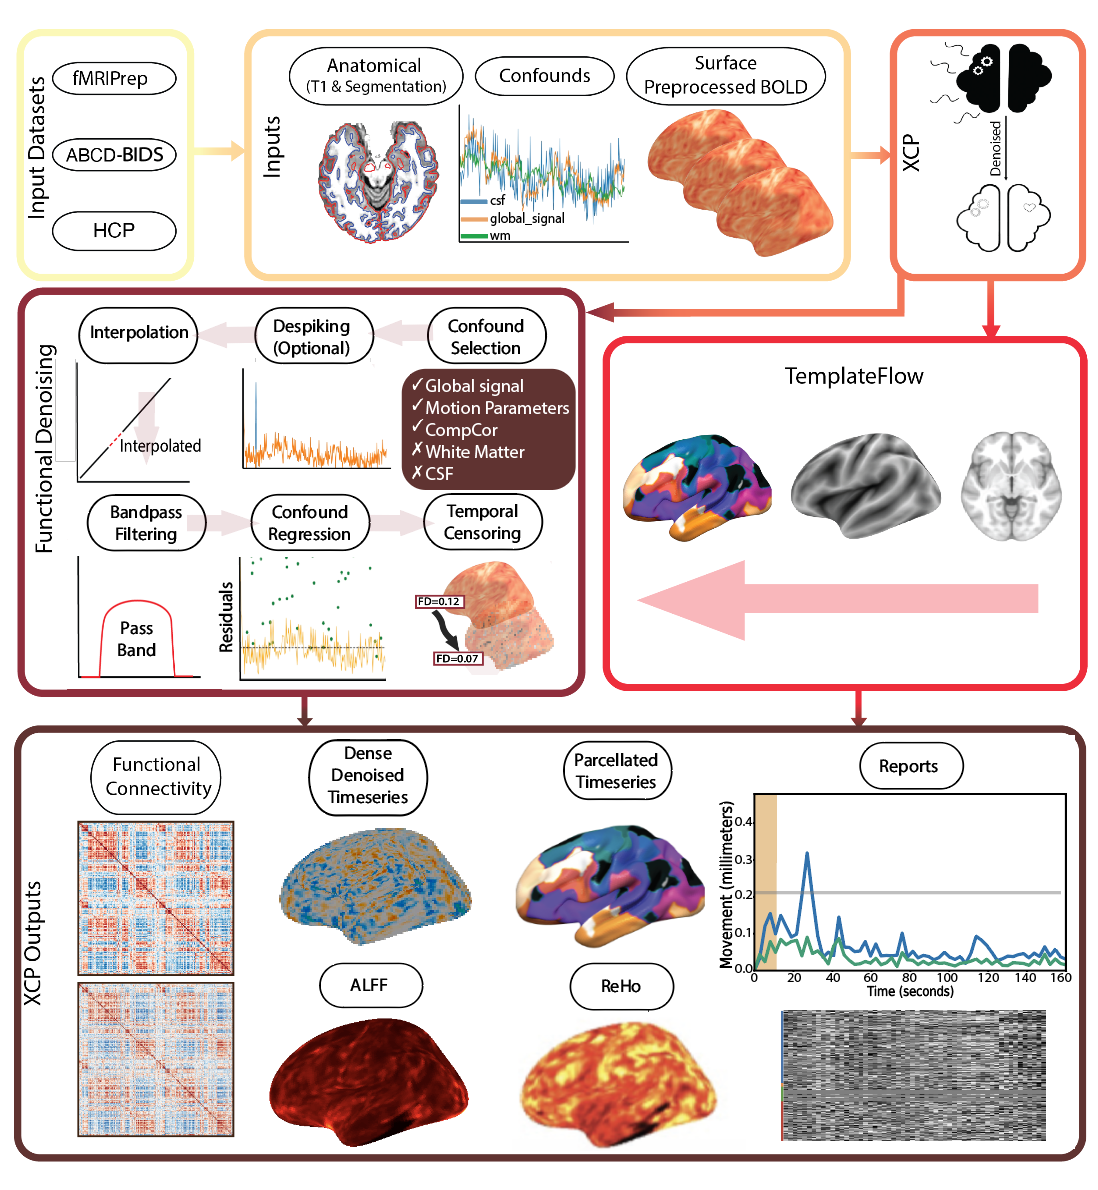 Input Datasets
fMRIPrep
ABCD-BIDS
HCP
Inputs
Anatomical
(T1 & Segmentation)
Confounds
csf
global_signal
wm
Surface
Preprocessed BOLD
XCP
Denoised
Functional Denoising
Interpolation
Interpolated
Despiking
(Optional)
Confound
Selection
✓Global signal
✓Motion Parameters
✓CompCor
✗White Matter
✗CSF
Bandpass
Filtering
Pass
Band
Confound
Regression
Residuals
Temporal
Censoring
FD=0.12
FD=0.07
TemplateFlow
XCP Outputs
Functional
Connectivity
Dense
Denoised
Timeseries
Parcellated
Timeseries
Reports
Movement (millimeters)
0.4
0.3
0.2
0.1
0.0
0 20 40 60 80 100 120 140 160
Time (seconds)
ALFF
ReHo